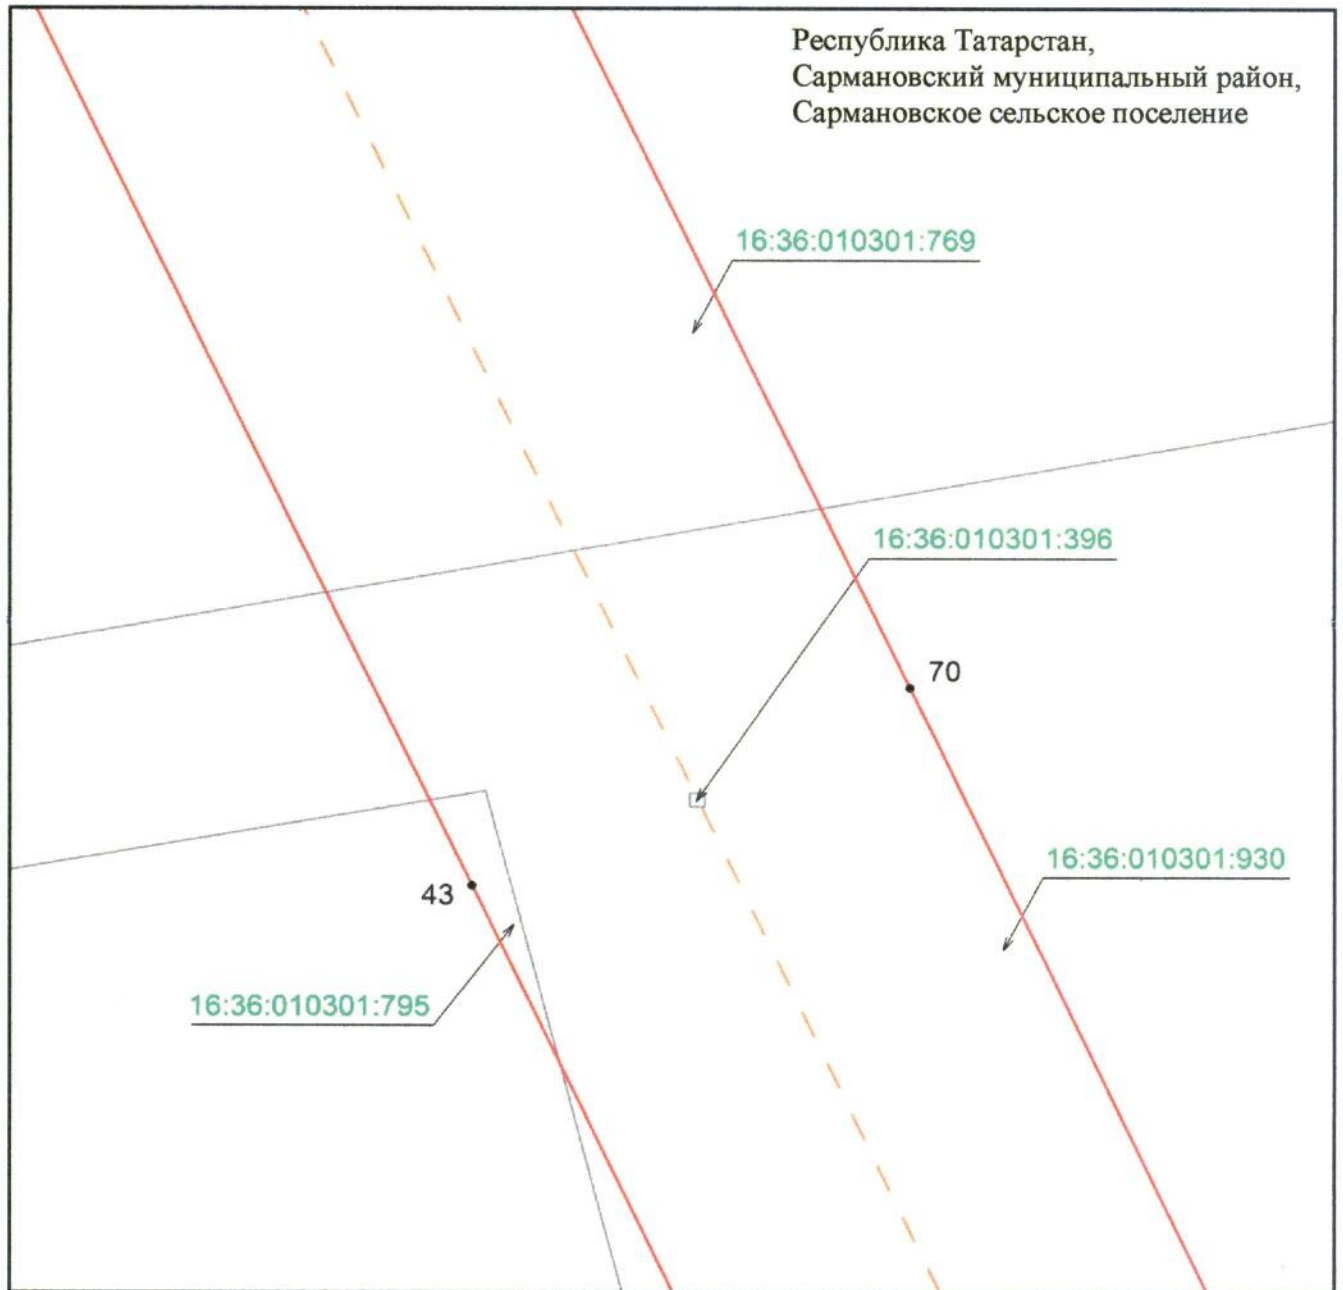 Республика Татарстан,
Сармановский муниципальный район,
Сармановское сельское поселение
16:36:010301:769
16:36:010301:396
70
16:36:010301:930
43
16:36:010301:795